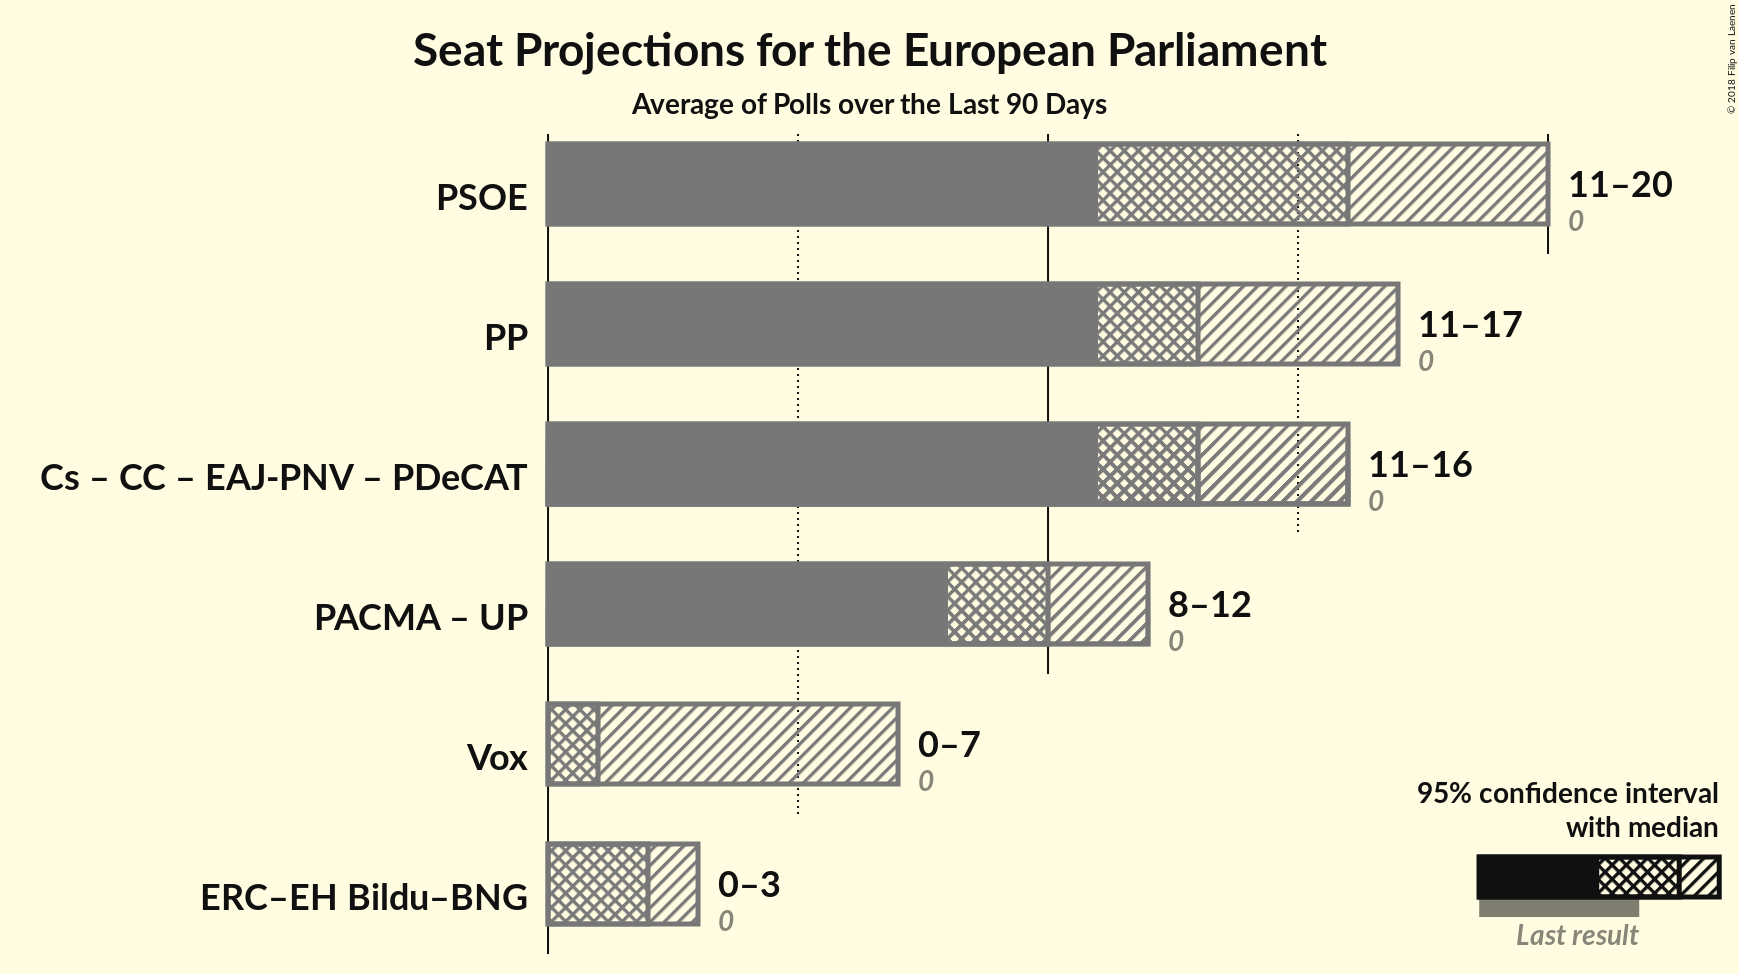 Seat Projections for the European Parliament
Average of Polls over the Last 90 Days
© 2018 Filip van Laenen
PSOE
11–20
0
PP
11–17
0
Cs – CC – EAJ-PNV – PDeCAT
11–16
0
PACMA – UP
8–12
0
Vox
0–7
0
ERC–EH Bildu–BNG
0–3
0
95% confidence interval
with median
Last result